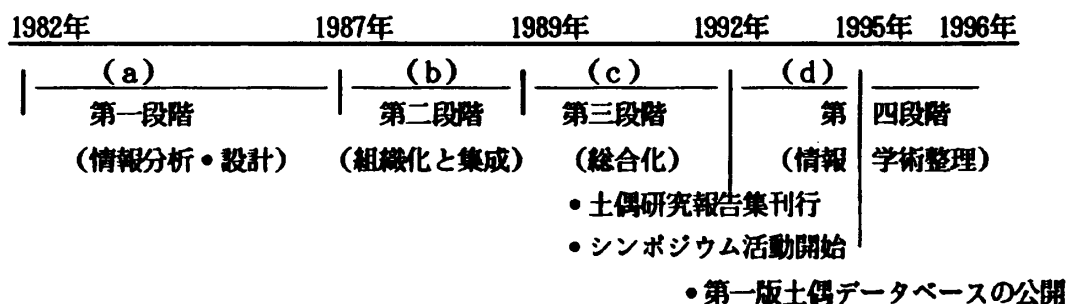 1982年 1987年 1989年 1992年 1995年 1996年
(a) (b) (c) (d)
第一段階 第二段階 第三段階 第四段階
(情報分析・設計) (組織化と集成) (総合化) (情報学術整理)
•土偶研究報告集刊行
•シンポジウム活動開始
•第一版土偶データベースの公開